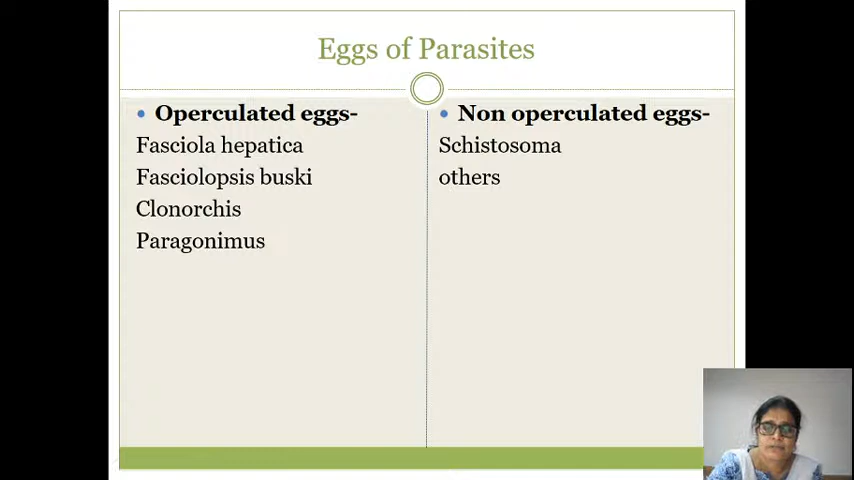 Eggs of Parasites
Operculated eggs-
Fasciola hepatica
Fasciolopsis buski
Clonorchis
Paragonimus
Non operculated eggs-
Schistosoma
others